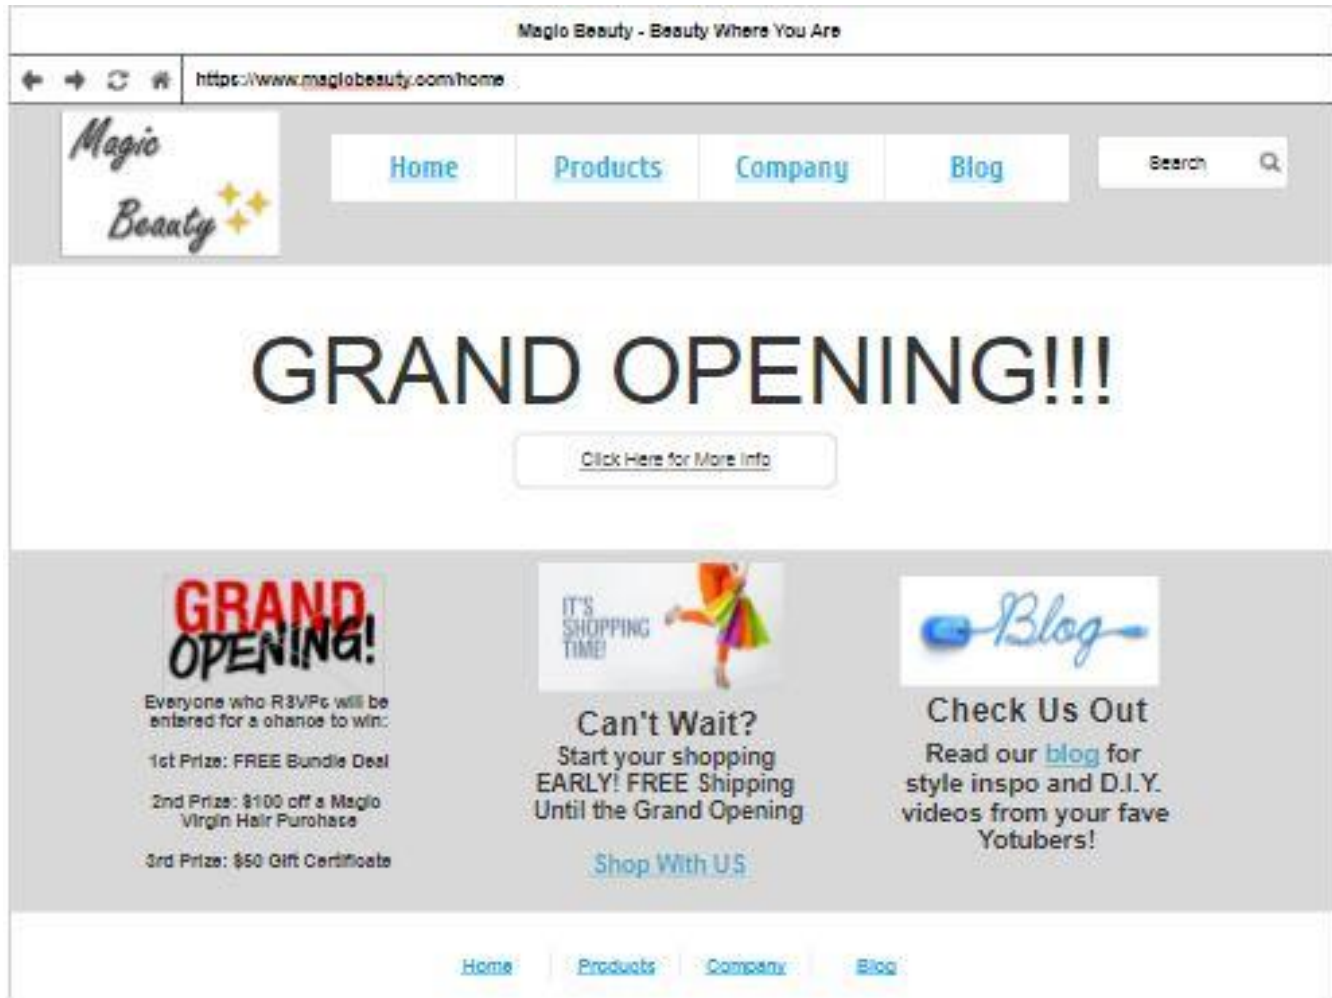 Magic Beauty - Beauty Where You Are
https://www.magicbeauty.com/home
Magic
Beauty
Home
Products
Company
Blog
Search
GRAND OPENING!!!
Click Here for More Info
GRAND
OPENING!
Everyone who RSVPs will be
entered for a chance to win:
1st Prize: FREE Bundle Deal
2nd Prize: $100 off a Magic
Virgin Hair Purchase
3rd Prize: $50 Gift Certificate
IT'S
SHOPPING
TIME!
Can't Wait?
Start your shopping
EARLY! FREE Shipping
Until the Grand Opening
Shop With US
Blog
Check Us Out
Read our blog for
style inspo and D.I.Y.
videos from your fave
Yotubers!
Home
Products
Company
Blog